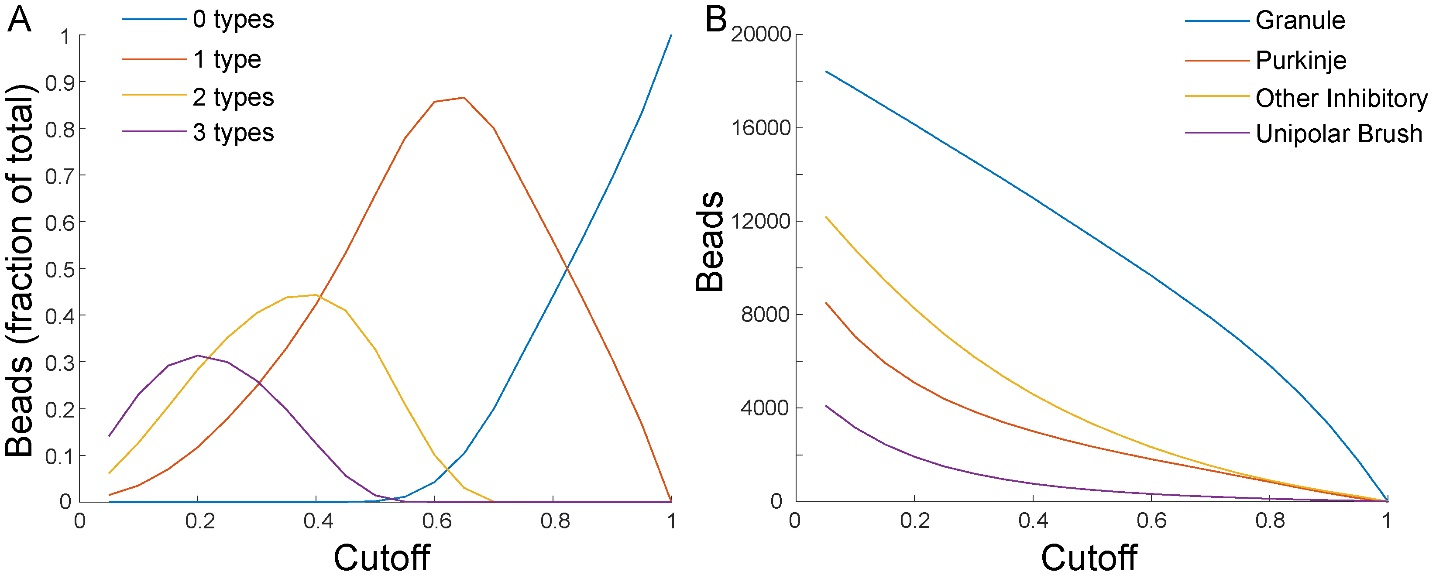 A
0 types
1 type
2 types
3 types
1
0.9
0.8
0.7
0.6
0.5
0.4
0.3
0.2
0.1
0
Beads (fraction of total)
0 0.2 0.4 0.6 0.8 1
Cutoff
B
Granule
Purkinje
Other Inhibitory
Unipolar Brush
20000
16000
12000
8000
4000
0
Beads
0 0.2 0.4 0.6 0.8 1
Cutoff